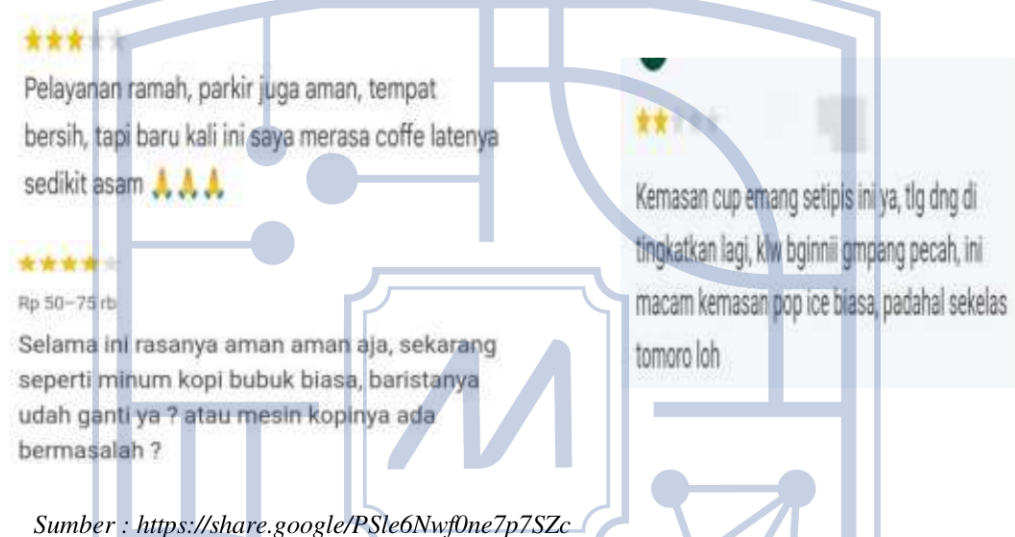 Pelayanan ramah, parkir juga aman, tempat
bersih, tapi baru kali ini saya merasa coffe latenya
sedikit asam 🙏🙏🙏
Rp 50–75 rb
Selama ini rasanya aman aman aja, sekarang
seperti minum kopi bubuk biasa, baristanya
udah ganti ya ? atau mesin kopinya ada
bermasalah ?
Kemasan cup emang setipis ini ya, tlg dng di
tingkatkan lagi, klw bginnii gmpang pecah, ini
macam kemasan pop ice biasa, padahal sekelas
tomoro loh
Sumber : https://share.google/PSle6Nwf0ne7p7SZc